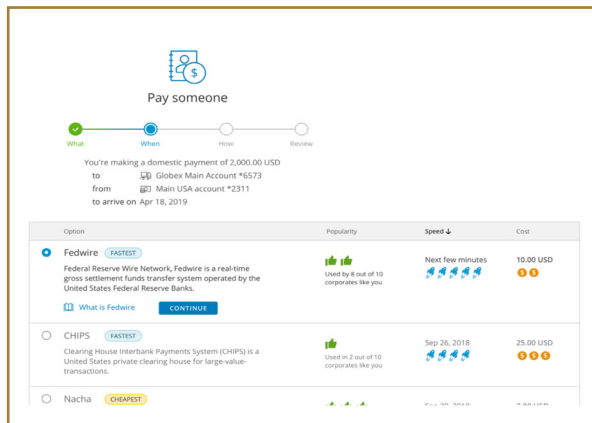 Pay someone
What When How Review
You're making a domestic payment of 2,000.00 USD
to Globex Main Account *6573
from Main USA account *2311
to arrive on Apr 18, 2019
Option Popularity Speed ↓ Cost
Fedwire FASTEST Next few minutes 10.00 USD
Federal Reserve Wire Network, Fedwire is a real-time
gross settlement funds transfer system operated by the
United States Federal Reserve Banks.
Used by 8 out of 10
corporates like you
What is Fedwire CONTINUE
CHIPS FASTEST Sep 26, 2018 25.00 USD
Clearing House Interbank Payments System (CHIPS) is a
United States private clearing house for large-value-
transactions.
Used in 2 out of 10
corporates like you
Nacha CHEAPEST